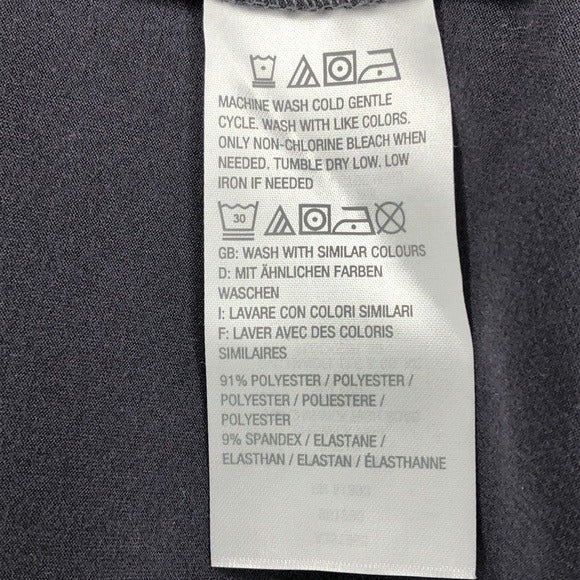 MACHINE WASH COLD GENTLE
CYCLE. WASH WITH LIKE COLORS.
ONLY NON-CHLORINE BLEACH WHEN
NEEDED. TUMBLE DRY LOW. LOW
IRON IF NEEDED
30
GB: WASH WITH SIMILAR COLOURS
D: MIT ÄHNLICHEN FARBEN
WASCHEN
I: LAVARE CON COLORI SIMILARI
F: LAVER AVEC DES COLORIS
SIMILAIRES
91% POLYESTER / POLYESTER /
POLYESTER / POLIESTERE /
POLYESTER
9% SPANDEX / ELASTANE /
ELASTHAN / ELASTAN / ÉLASTHANNE